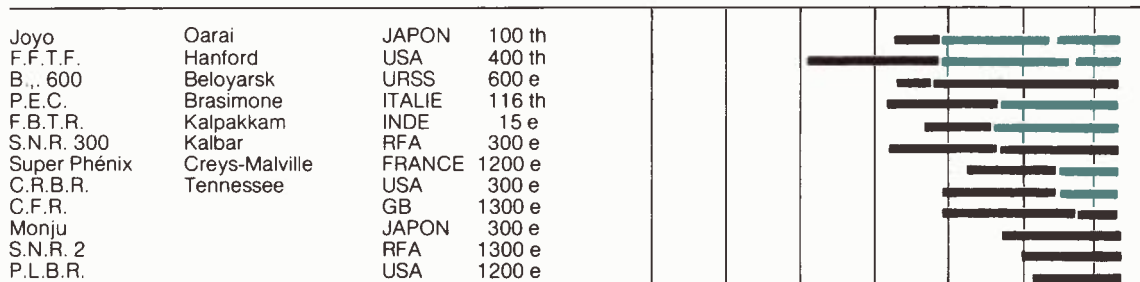 Joyo Oarai JAPON 100 th
F.F.T.F. Hanford USA 400 th
B.,. 600 Beloyarsk URSS 600 e
P.E.C. Brasimone ITALIE 116 th
F.B.T.R. Kalpakkam INDE 15 e
S.N.R. 300 Kalbar RFA 300 e
Super Phénix Creys-Malville FRANCE 1200 e
C.R.B.R. Tennessee USA 300 e
C.F.R. GB 1300 e
Monju JAPON 300 e
S.N.R. 2 RFA 1300 e
P.L.B.R. USA 1200 e